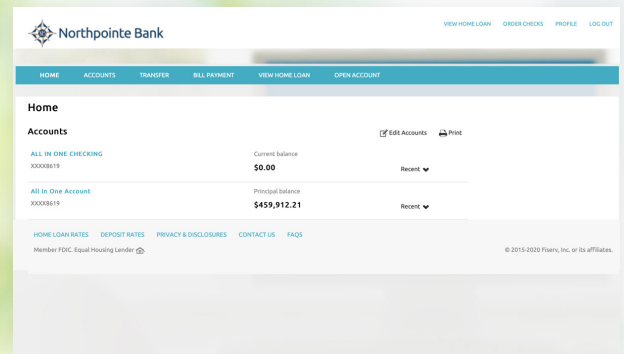 Northpointe Bank
VIEW HOME LOAN ORDER CHECKS PROFILE LOG OUT
HOME ACCOUNTS TRANSFER BILL PAYMENT VIEW HOME LOAN OPEN ACCOUNT
Home
Accounts
Edit Accounts Print
ALL IN ONE CHECKING Current balance
XXXX8619 $0.00 Recent
All In One Account Principal balance
XXXX8619 $459,912.21 Recent
HOME LOAN RATES DEPOSIT RATES PRIVACY & DISCLOSURES CONTACT US FAQS
Member FDIC. Equal Housing Lender © 2015-2020 Fiserv, Inc. or its affiliates.